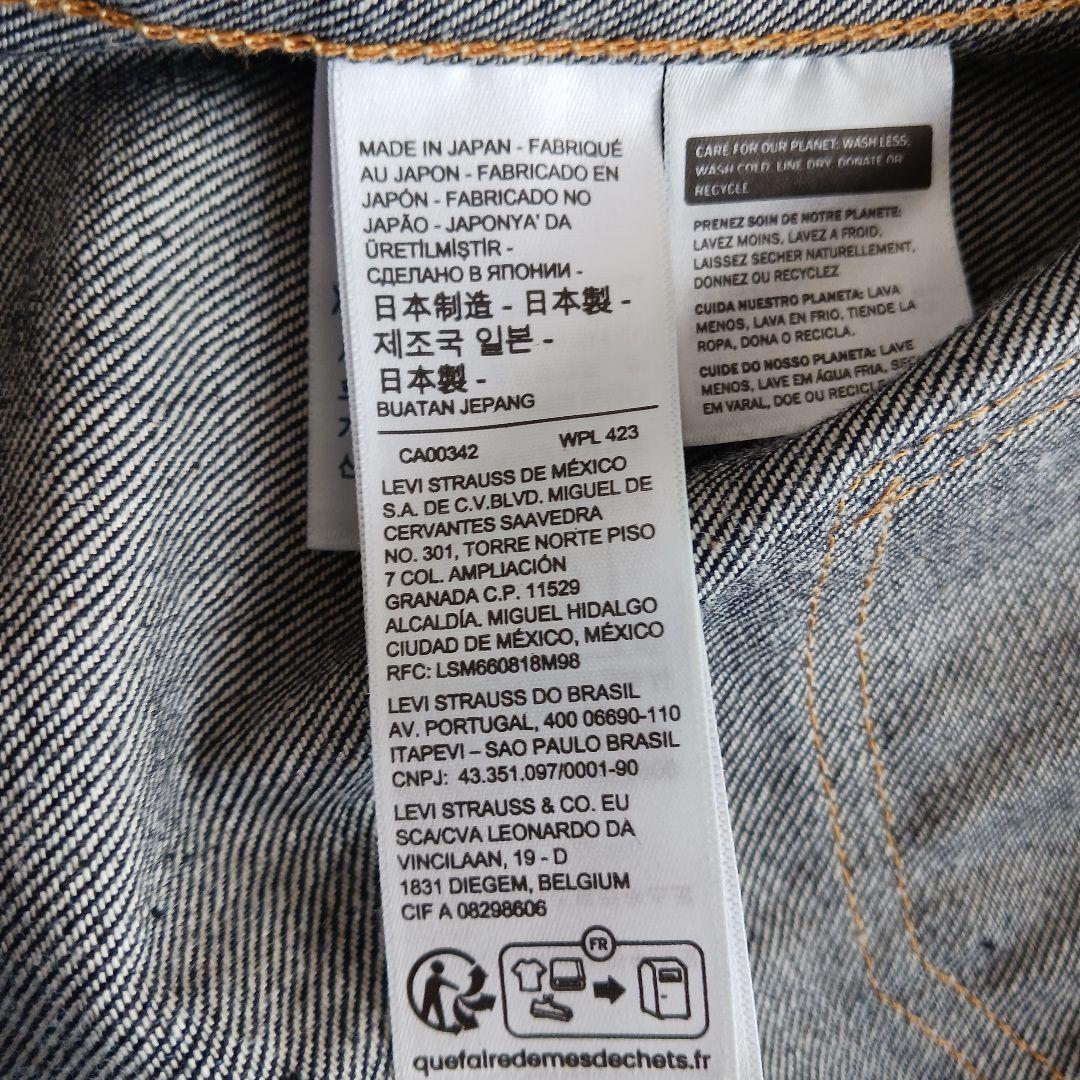 MADE IN JAPAN - FABRIQUÉ
AU JAPON - FABRICADO EN
JAPÓN - FABRICADO NO
JAPÃO - JAPONYA' DA
ÜRETİLMİŞTİR -
СДЕЛАНО В ЯПОНИИ -
日本制造 - 日本製 -
제조국 일본 -
日本製 -
BUATAN JEPANG
CA00342 WPL 423
LEVI STRAUSS DE MÉXICO
S.A. DE C.V.BLVD. MIGUEL DE
CERVANTES SAAVEDRA
NO. 301, TORRE NORTE PISO
7 COL. AMPLIACIÓN
GRANADA C.P. 11529
ALCALDÍA. MIGUEL HIDALGO
CIUDAD DE MÉXICO, MÉXICO
RFC: LSM660818M98
LEVI STRAUSS DO BRASIL
AV. PORTUGAL, 400 06690-110
ITAPEVI – SAO PAULO BRASIL
CNPJ: 43.351.097/0001-90
LEVI STRAUSS & CO. EU
SCA/CVA LEONARDO DA
VINCILAAN, 19 - D
1831 DIEGEM, BELGIUM
CIF A 08298606
FR
quefairedemesdechets.fr
CARE FOR OUR PLANET: WASH LESS,
WASH COLD, LINE DRY, DONATE OR
RECYCLE
PRENEZ SOIN DE NOTRE PLANETE:
LAVEZ MOINS, LAVEZ A FROID,
LAISSEZ SECHER NATURELLEMENT,
DONNEZ OU RECYCLEZ
CUIDA NUESTRO PLANETA: LAVA
MENOS, LAVA EN FRIO, TIENDE LA
ROPA, DONA O RECICLA.
CUIDE DO NOSSO PLANETA: LAVE
MENOS, LAVE EM ÁGUA FRIA,
EM VARAL, DOE OU RECICLE